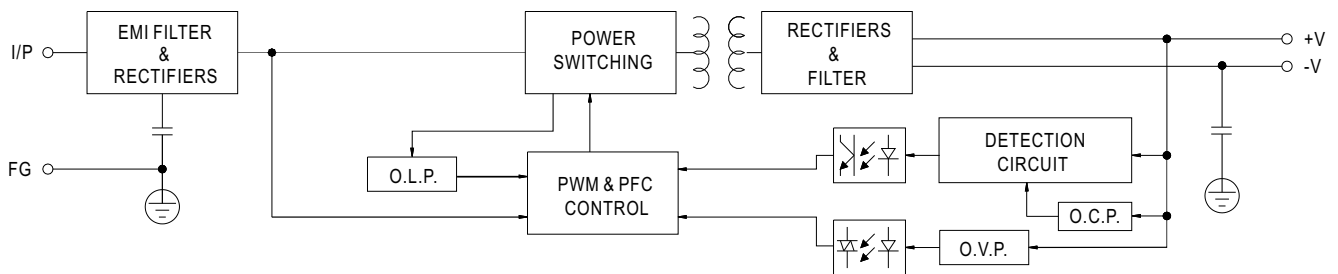 I/P
EMI FILTER
&
RECTIFIERS
POWER
SWITCHING
RECTIFIERS
&
FILTER
+V
-V
FG
O.L.P.
PWM & PFC
CONTROL
DETECTION
CIRCUIT
O.C.P.
O.V.P.